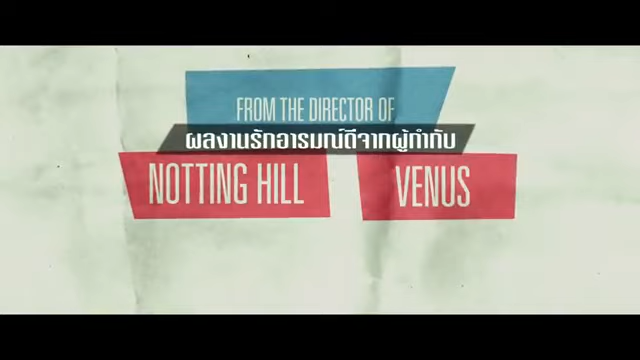 FROM THE DIRECTOR OF
ผลงานรักอารมณ์ดีจากผู้กำกับ
NOTTING HILL VENUS